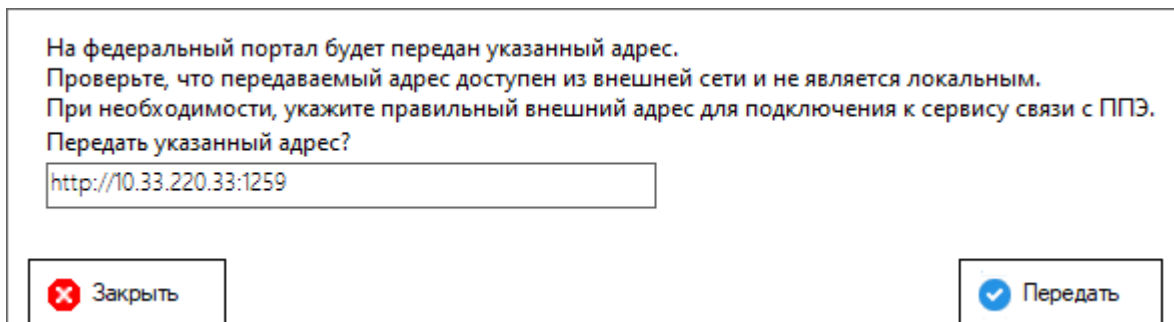 На федеральный портал будет передан указанный адрес.
Проверьте, что передаваемый адрес доступен из внешней сети и не является локальным.
При необходимости, укажите правильный внешний адрес для подключения к сервису связи с ППЭ.
Передать указанный адрес?
http://10.33.220.33:1259
Закрыть
Передать